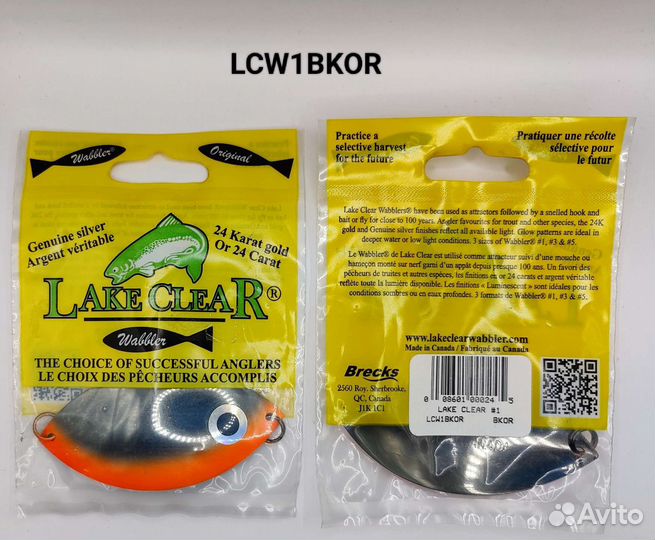 LCW1BKOR
Wabbler®
Original
Genuine silver
Argent véritable
24 Karat gold
Or 24 Carat
LAKE CLEAR®
Wabbler
THE CHOICE OF SUCCESSFUL ANGLERS
LE CHOIX DES PÊCHEURS ACCOMPLIS
Practice a
selective harvest
for the future
Pratiquer une récolte
sélective pour
le futur
Lake Clear Wabblers® have been used as attractors followed by a snelled hook and
bait or fly for close to 100 years. Angler favourites for trout and other species, the 24K
gold and Genuine silver finishes reflect all available light. Glow patterns are ideal in
deeper water or low light conditions. 3 sizes of Wabbler® #1, #3 & #5.
Le Wabbler® de Lake Clear est utilisé comme attracteur suivi d'une mouche ou
hameçon monté sur nerf garni d'un appât depuis presque 100 ans. Un favori des
pêcheurs de truites et autres espèces, les finitions en or 24 carats et argent véritable
reflète toute la lumière disponible. Les finitions « Luminescent » sont idéales pour les
conditions sombres ou en eaux profondes. 3 formats de Wabbler® #1, #3 & #5.
www.lakeclearwabbler.com
Made in Canada / Fabriqué au Canada
Brecks
2560 Roy, Sherbrooke,
QC, Canada
J1K 1C1
0 08601 00024 5
LAKE CLEAR #1
LCW1BKOR BKOR
Avito